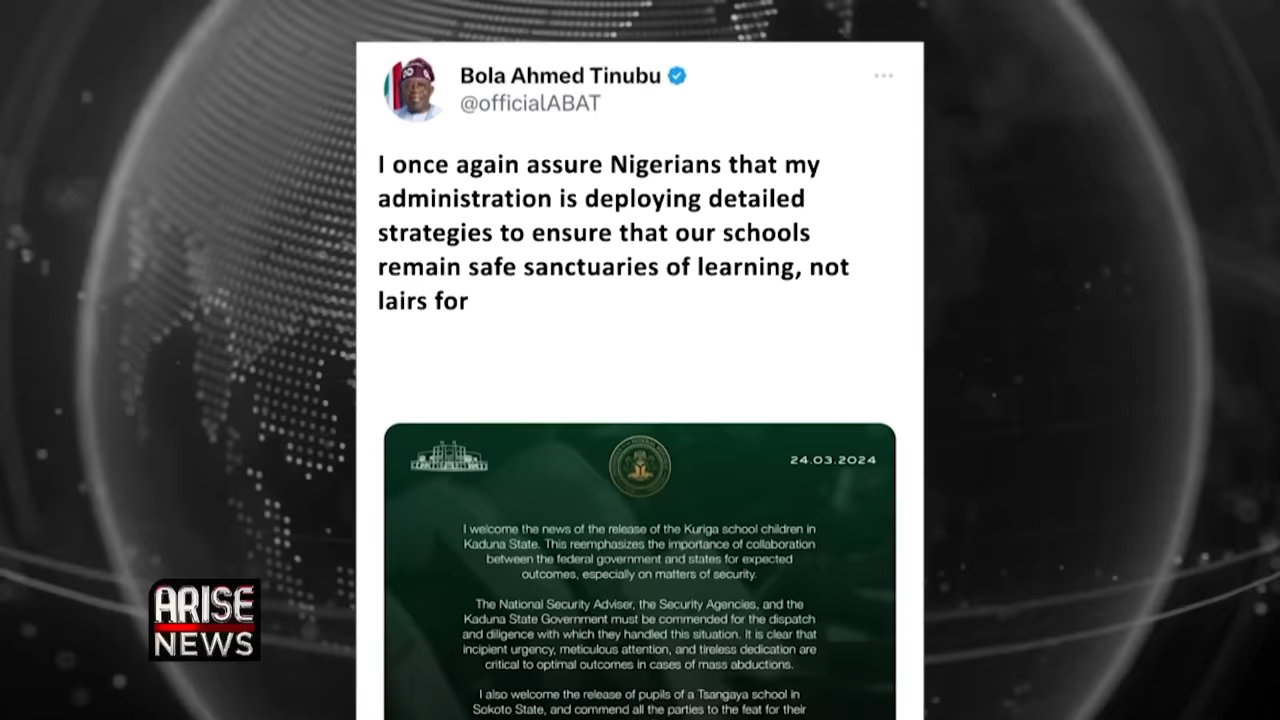 Bola Ahmed Tinubu
@officialABAT
I once again assure Nigerians that my
administration is deploying detailed
strategies to ensure that our schools
remain safe sanctuaries of learning, not
lairs for
24.03.2024
I welcome the news of the release of the Kuriga school children in
Kaduna State. This reemphasizes the importance of collaboration
between the federal government and states for expected
outcomes, especially on matters of security.
The National Security Adviser, the Security Agencies, and the
Kaduna State Government must be commended for the dispatch
and diligence with which they handled this situation. It is clear that
incipient urgency, meticulous attention, and tireless dedication are
critical to optimal outcomes in cases of mass abductions.
I also welcome the release of pupils of a Tsangaya school in
Sokoto State, and commend all the parties to the feat for their
ARISE
NEWS